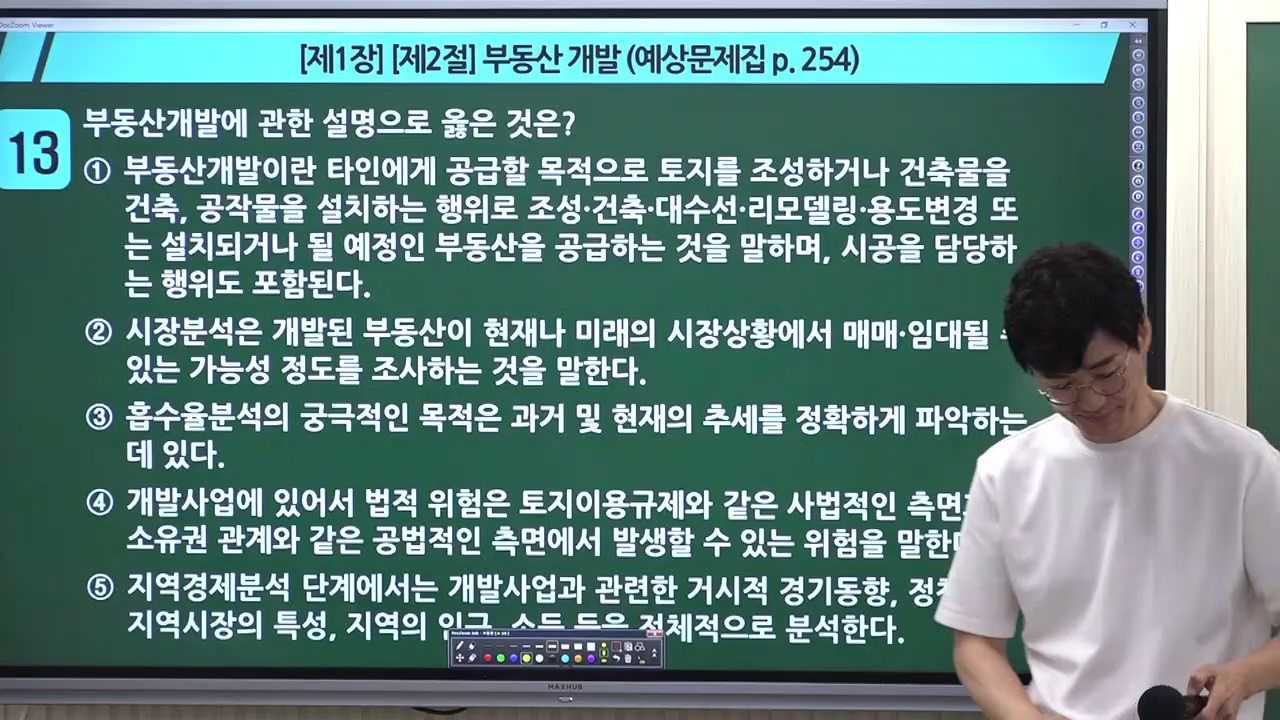 DocZoom Viewer
[제1장] [제2절] 부동산 개발 (예상문제집 p. 254)
13
부동산개발에 관한 설명으로 옳은 것은?
① 부동산개발이란 타인에게 공급할 목적으로 토지를 조성하거나 건축물을
건축, 공작물을 설치하는 행위로 조성·건축·대수선·리모델링·용도변경 또
는 설치되거나 될 예정인 부동산을 공급하는 것을 말하며, 시공을 담당하
는 행위도 포함된다.
② 시장분석은 개발된 부동산이 현재나 미래의 시장상황에서 매매·임대될
있는 가능성 정도를 조사하는 것을 말한다.
③ 흡수율분석의 궁극적인 목적은 과거 및 현재의 추세를 정확하게 파악하는
데 있다.
④ 개발사업에 있어서 법적 위험은 토지이용규제와 같은 사법적인
소유권 관계와 같은 공법적인 측면에서 발생할 수 있는 위험을
⑤ 지역경제분석 단계에서는 개발사업과 관련한 거시적 경기동향,
지역시장의 특성, 지역의 전체적으로 분석한다.
MAXHUB